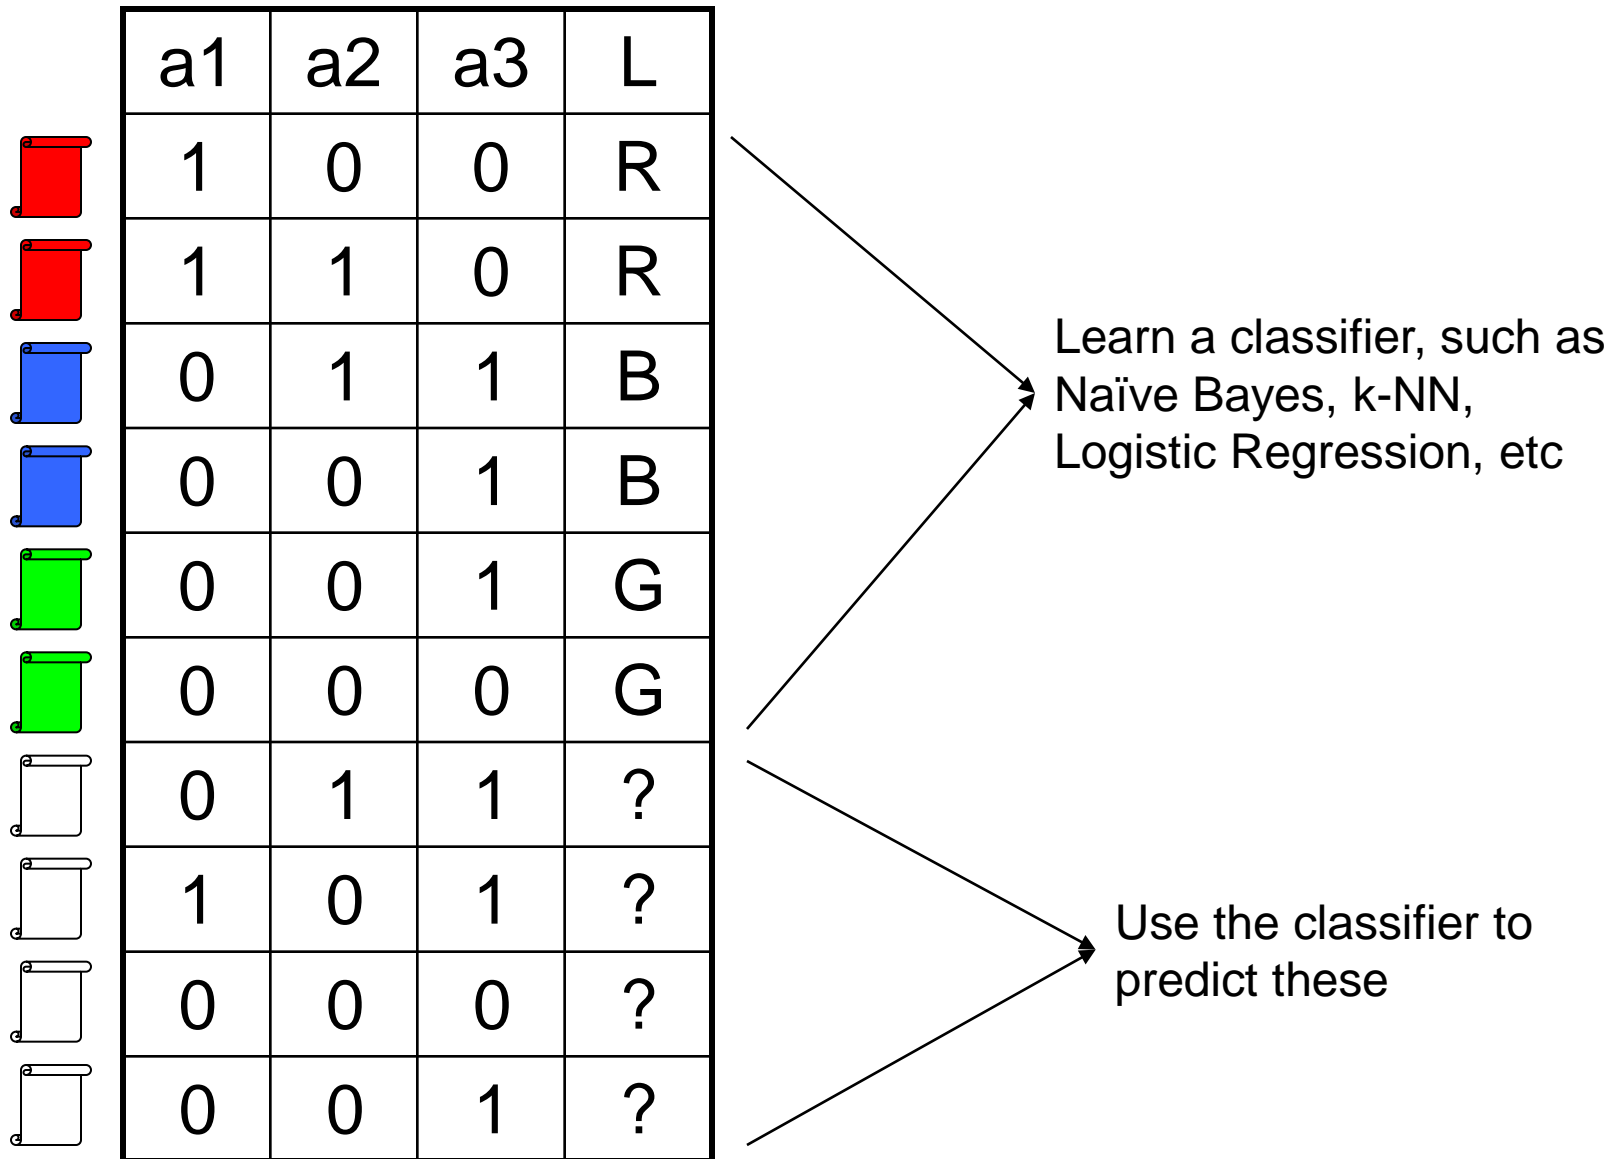 a1 a2 a3 L
1 0 0 R
1 1 0 R
0 1 1 B
0 0 1 B
0 0 1 G
0 0 0 G
0 1 1 ?
1 0 1 ?
0 0 0 ?
0 0 1 ?
Learn a classifier, such as
Naïve Bayes, k-NN,
Logistic Regression, etc
Use the classifier to
predict these